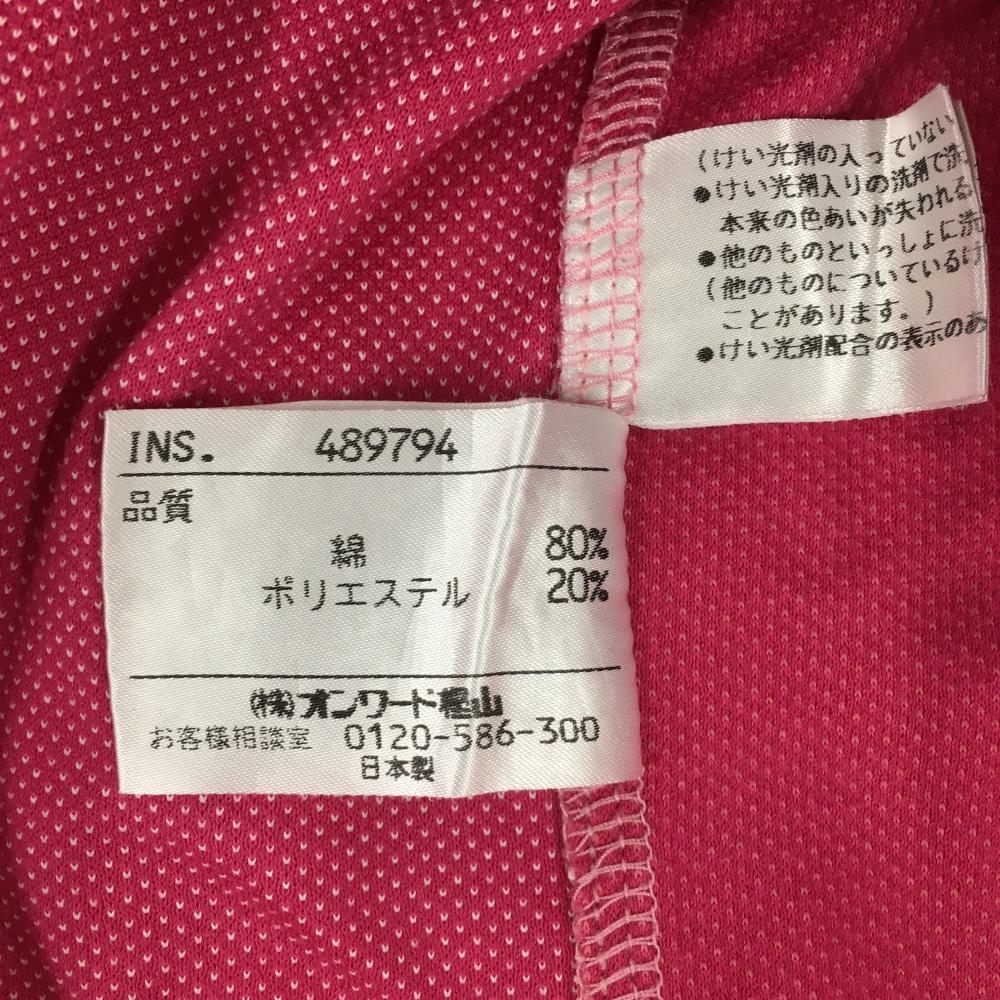 (けい光剤の入っていない
●けい光剤入りの洗剤で洗
本来の色あいが失われる
●他のものといっしょに洗
(他のものについているけ
ことがあります。)
●けい光剤配合の表示のあ
INS. 489794
品質
綿 80%
ポリエステル 20%
(株)オンワード樫山
お客様相談室 0120-586-300
日本製